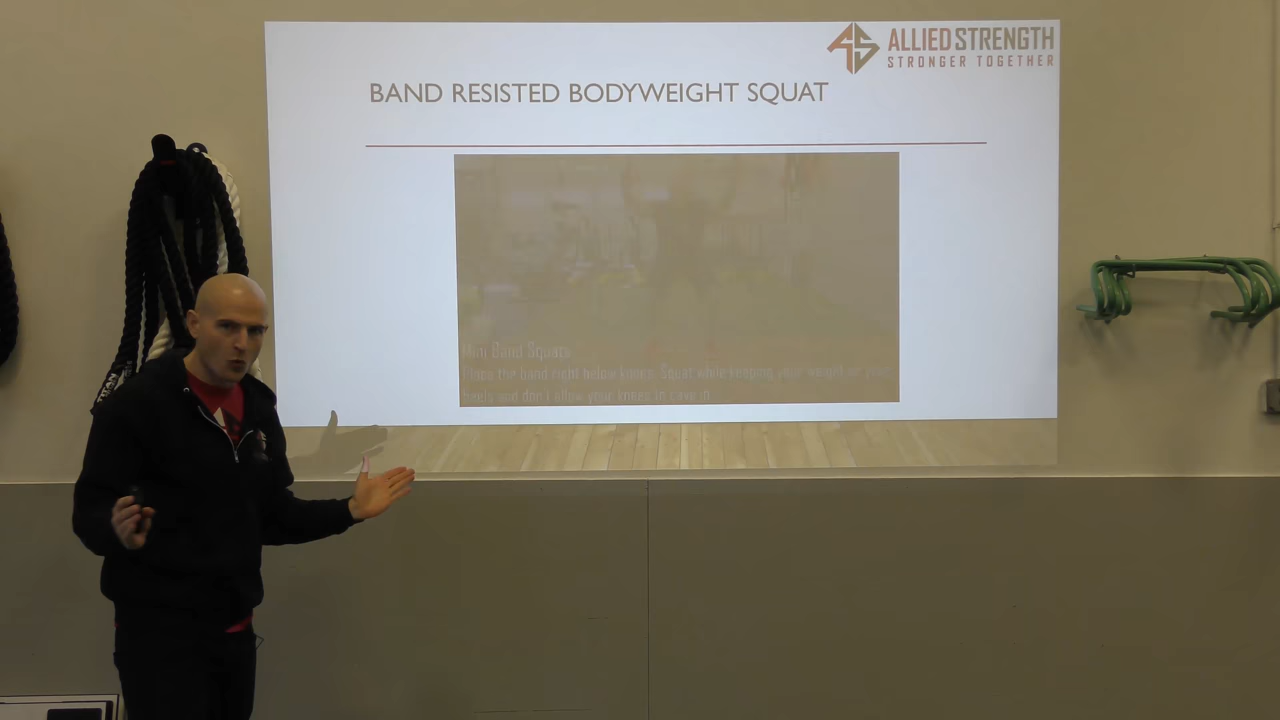 ALLIED STRENGTH
STRONGER TOGETHER
BAND RESISTED BODYWEIGHT SQUAT
Mini Band Squats
Place the band right below knees. Squat while keeping your weight on your
heels and don't allow your knees to cave in